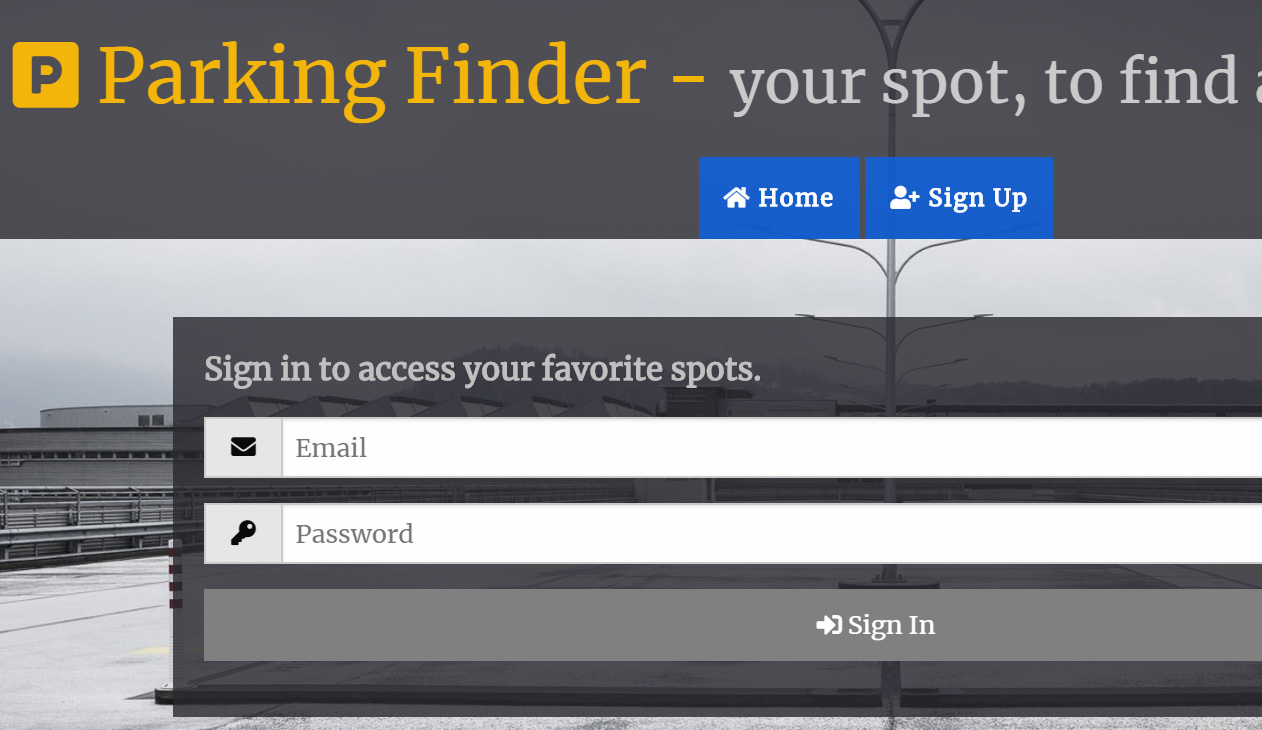 P Parking Finder - your spot, to find
Home Sign Up
Sign in to access your favorite spots.
Email
Password
Sign In